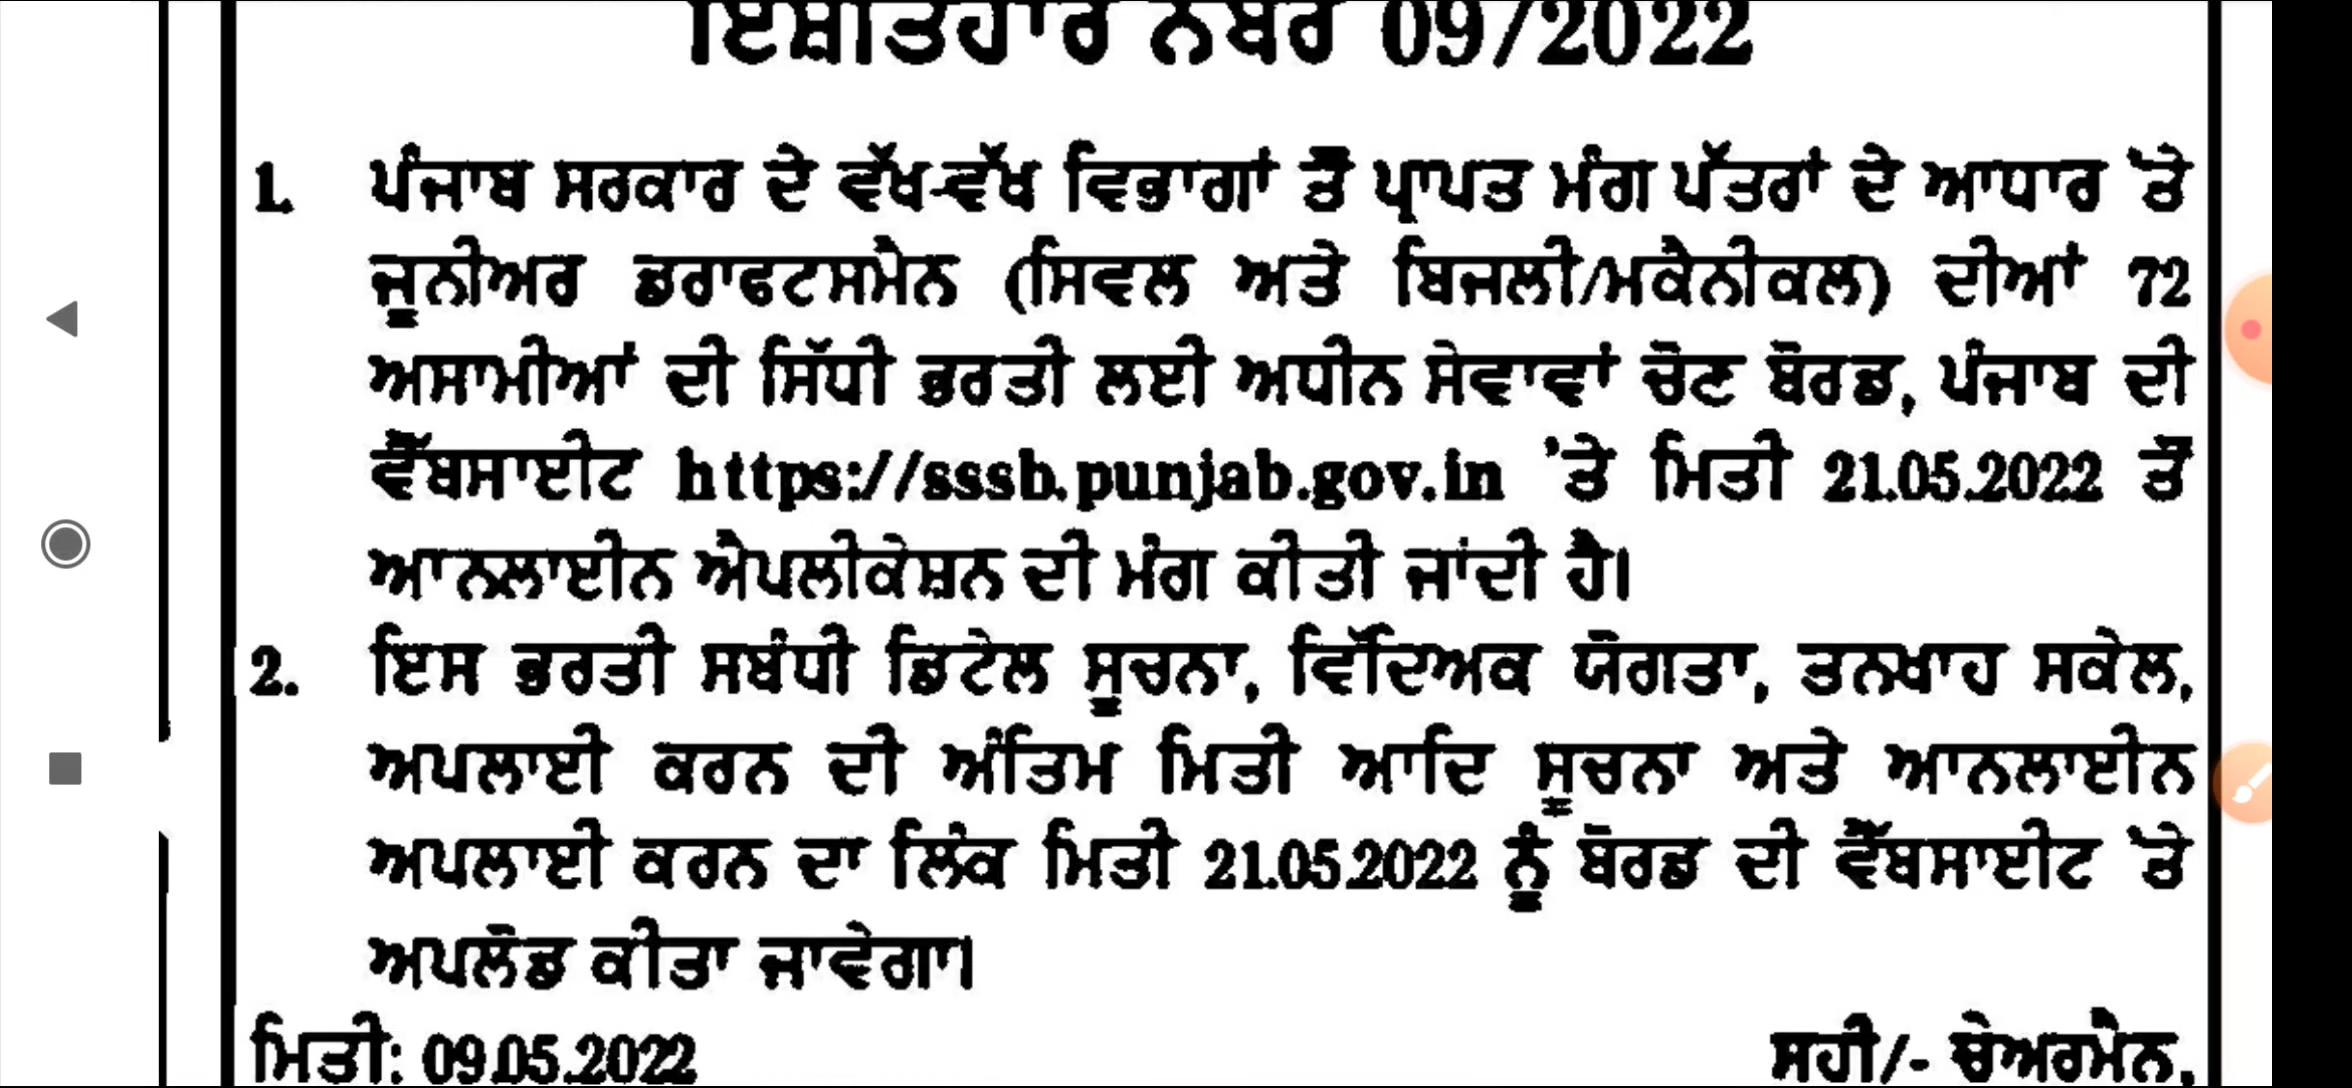 ਇਸ਼ਤਿਹਾਰ ਨੰਬਰ 09/2022
1. ਪੰਜਾਬ ਸਰਕਾਰ ਦੇ ਵੱਖ-ਵੱਖ ਵਿਭਾਗਾਂ ਤੋਂ ਪ੍ਰਾਪਤ ਮੰਗ ਪੱਤਰਾਂ ਦੇ ਆਧਾਰ 'ਤੇ
ਜੂਨੀਅਰ ਡਰਾਫਟਸਮੈਨ (ਸਿਵਲ ਅਤੇ ਬਿਜਲੀ/ਮਕੈਨੀਕਲ) ਦੀਆਂ 72
ਅਸਾਮੀਆਂ ਦੀ ਸਿੱਧੀ ਭਰਤੀ ਲਈ ਅਧੀਨ ਸੇਵਾਵਾਂ ਚੋਣ ਬੋਰਡ, ਪੰਜਾਬ ਦੀ
ਵੈੱਬਸਾਈਟ https://sssb.punjab.gov.in 'ਤੇ ਮਿਤੀ 21.05.2022 ਤੋਂ
ਆਨਲਾਈਨ ਐਪਲੀਕੇਸ਼ਨ ਦੀ ਮੰਗ ਕੀਤੀ ਜਾਂਦੀ ਹੈ।
2. ਇਸ ਭਰਤੀ ਸਬੰਧੀ ਡਿਟੇਲ ਸੂਚਨਾ, ਵਿੱਦਿਅਕ ਯੋਗਤਾ, ਤਨਖਾਹ ਸਕੇਲ,
ਅਪਲਾਈ ਕਰਨ ਦੀ ਅੰਤਿਮ ਮਿਤੀ ਆਦਿ ਸੂਚਨਾ ਅਤੇ ਆਨਲਾਈਨ
ਅਪਲਾਈ ਕਰਨ ਦਾ ਲਿੰਕ ਮਿਤੀ 21.05.2022 ਨੂੰ ਬੋਰਡ ਦੀ ਵੈੱਬਸਾਈਟ 'ਤੇ
ਅਪਲੋਡ ਕੀਤਾ ਜਾਵੇਗਾ।
ਮਿਤੀ: 09.05.2022 ਸਹੀ/- ਚੇਅਰਮੈਨ,